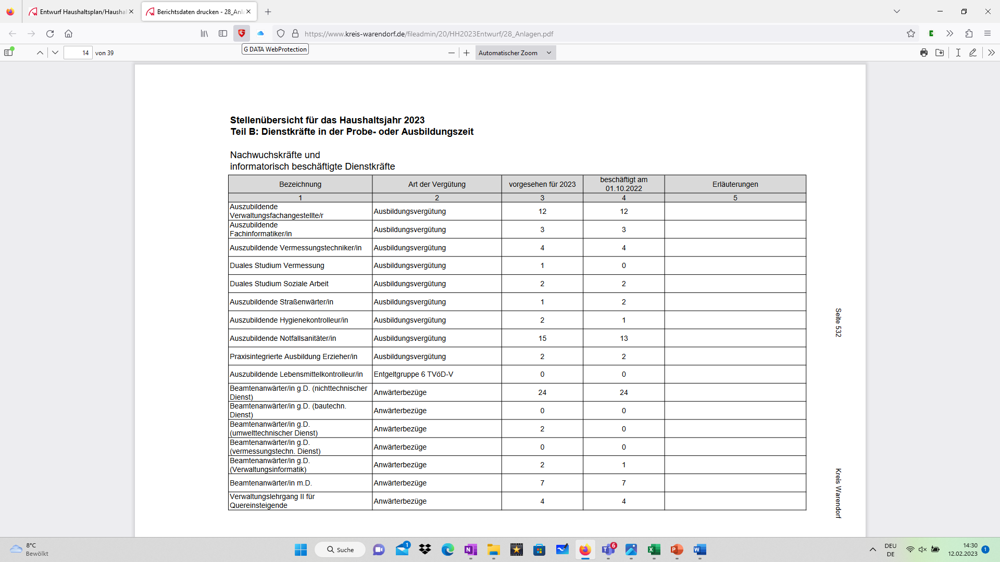 Entwurf Haushaltsplan/Hausha
Berichtsdaten drucken - 28_Anla
https://www.kreis-warendorf.de/fileadmin/20/HH2023Entwurf/28_Anlagen.pdf
G DATA WebProtection
14 von 39
Automatischer Zoom
Stellenübersicht für das Haushaltsjahr 2023
Teil B: Dienstkräfte in der Probe- oder Ausbildungszeit
Nachwuchskräfte und
informatorisch beschäftigte Dienstkräfte
Bezeichnung Art der Vergütung vorgesehen für 2023 beschäftigt am 01.10.2022 Erläuterungen
1 2 3 4 5
Auszubildende Verwaltungsfachangestellte/r Ausbildungsvergütung 12 12
Auszubildende Fachinformatiker/in Ausbildungsvergütung 3 3
Auszubildende Vermessungstechniker/in Ausbildungsvergütung 4 4
Duales Studium Vermessung Ausbildungsvergütung 1 0
Duales Studium Soziale Arbeit Ausbildungsvergütung 2 2
Auszubildende Straßenwärter/in Ausbildungsvergütung 1 2
Auszubildende Hygienekontrolleur/in Ausbildungsvergütung 2 1
Auszubildende Notfallsanitäter/in Ausbildungsvergütung 15 13
Praxisintegrierte Ausbildung Erzieher/in Ausbildungsvergütung 2 2
Auszubildende Lebensmittelkontrolleur/in Entgeltgruppe 6 TVöD-V 0 0
Beamtenanwärter/in g.D. (nichttechnischer Dienst) Anwärterbezüge 24 24
Beamtenanwärter/in g.D. (bautechn. Dienst) Anwärterbezüge 0 0
Beamtenanwärter/in g.D. (umwelttechnischer Dienst) Anwärterbezüge 2 0
Beamtenanwärter/in g.D. (vermessungstechn. Dienst) Anwärterbezüge 0 0
Beamtenanwärter/in g.D. (Verwaltungsinformatik) Anwärterbezüge 2 1
Beamtenanwärter/in m.D. Anwärterbezüge 7 7
Verwaltungslehrgang II für Quereinsteigende Anwärterbezüge 4 4
Seite 532
Kreis Warendorf
8°C
Bewölkt
Suche
1
6
DEU
DE
14:30
12.02.2023
1